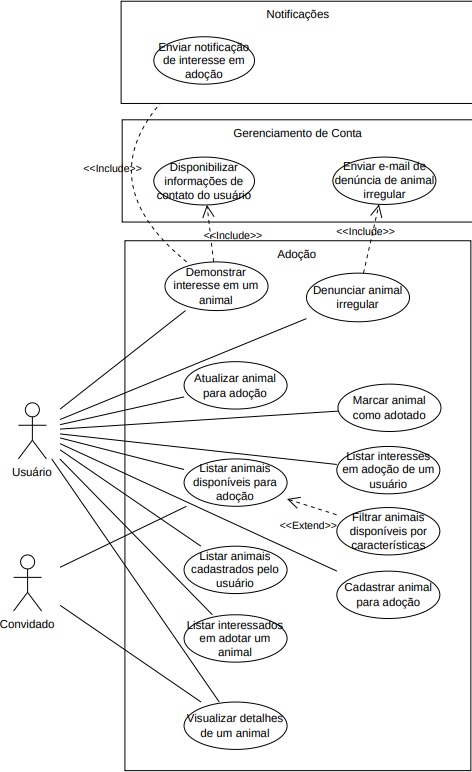 Notificações
Enviar notificação
de interesse em
adoção
Gerenciamento de Conta
<<Include>>
Disponibilizar
informações de
contato do usuário
Enviar e-mail de
denúncia de animal
irregular
<<Include>>
<<Include>>
Adoção
Demonstrar
interesse em um
animal
Denunciar animal
irregular
Atualizar animal
para adoção
Marcar animal
como adotado
Usuário
Listar animais
disponíveis para
adoção
Listar interesses
em adoção de um
usuário
<<Extend>>
Filtrar animais
disponíveis por
características
Listar animais
cadastrados pelo
usuário
Cadastrar animal
para adoção
Convidado
Listar interessados
em adotar um
animal
Visualizar detalhes
de um animal